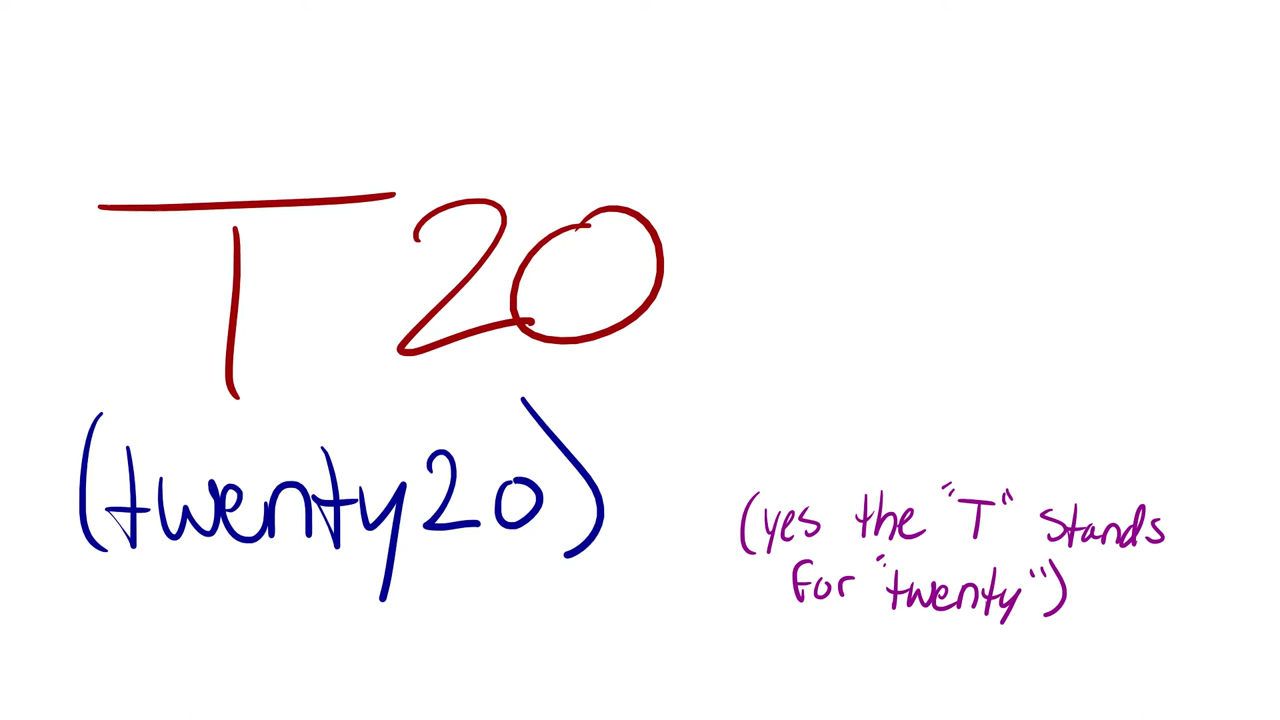 T20
(twenty20)
(yes the "T" stands
for "twenty")